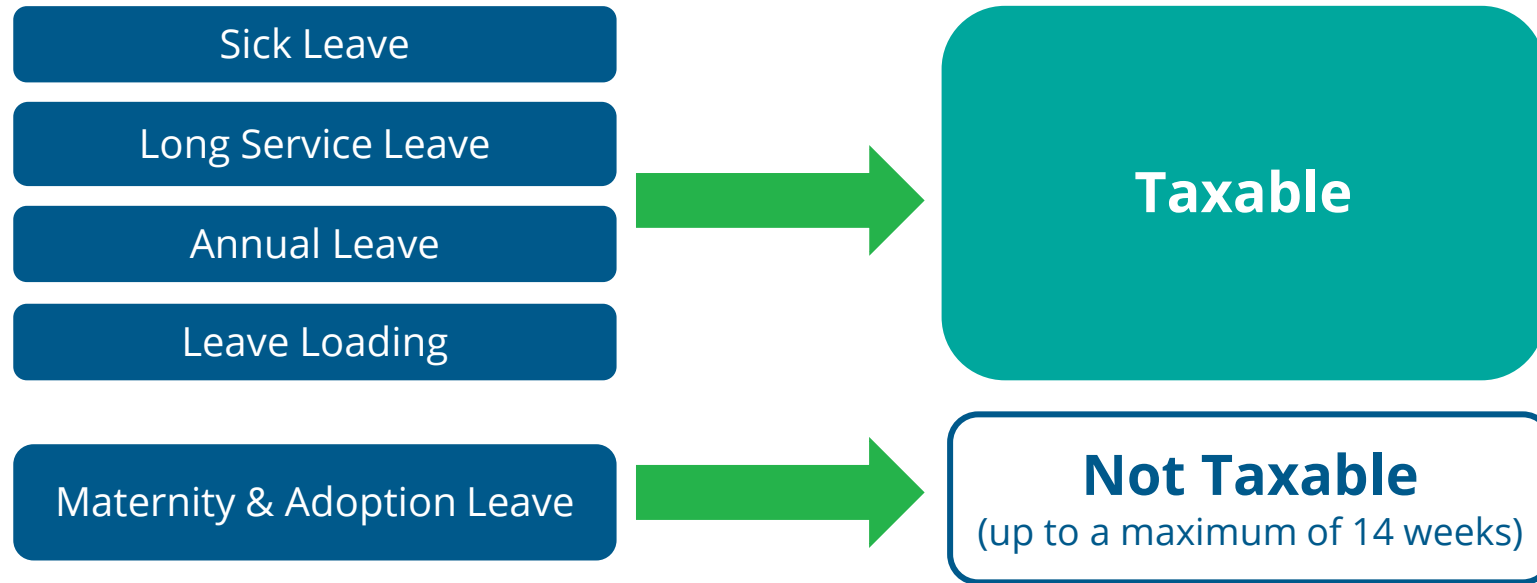 Sick Leave
Long Service Leave
Annual Leave
Leave Loading
Taxable
Maternity & Adoption Leave
Not Taxable
(up to a maximum of 14 weeks)